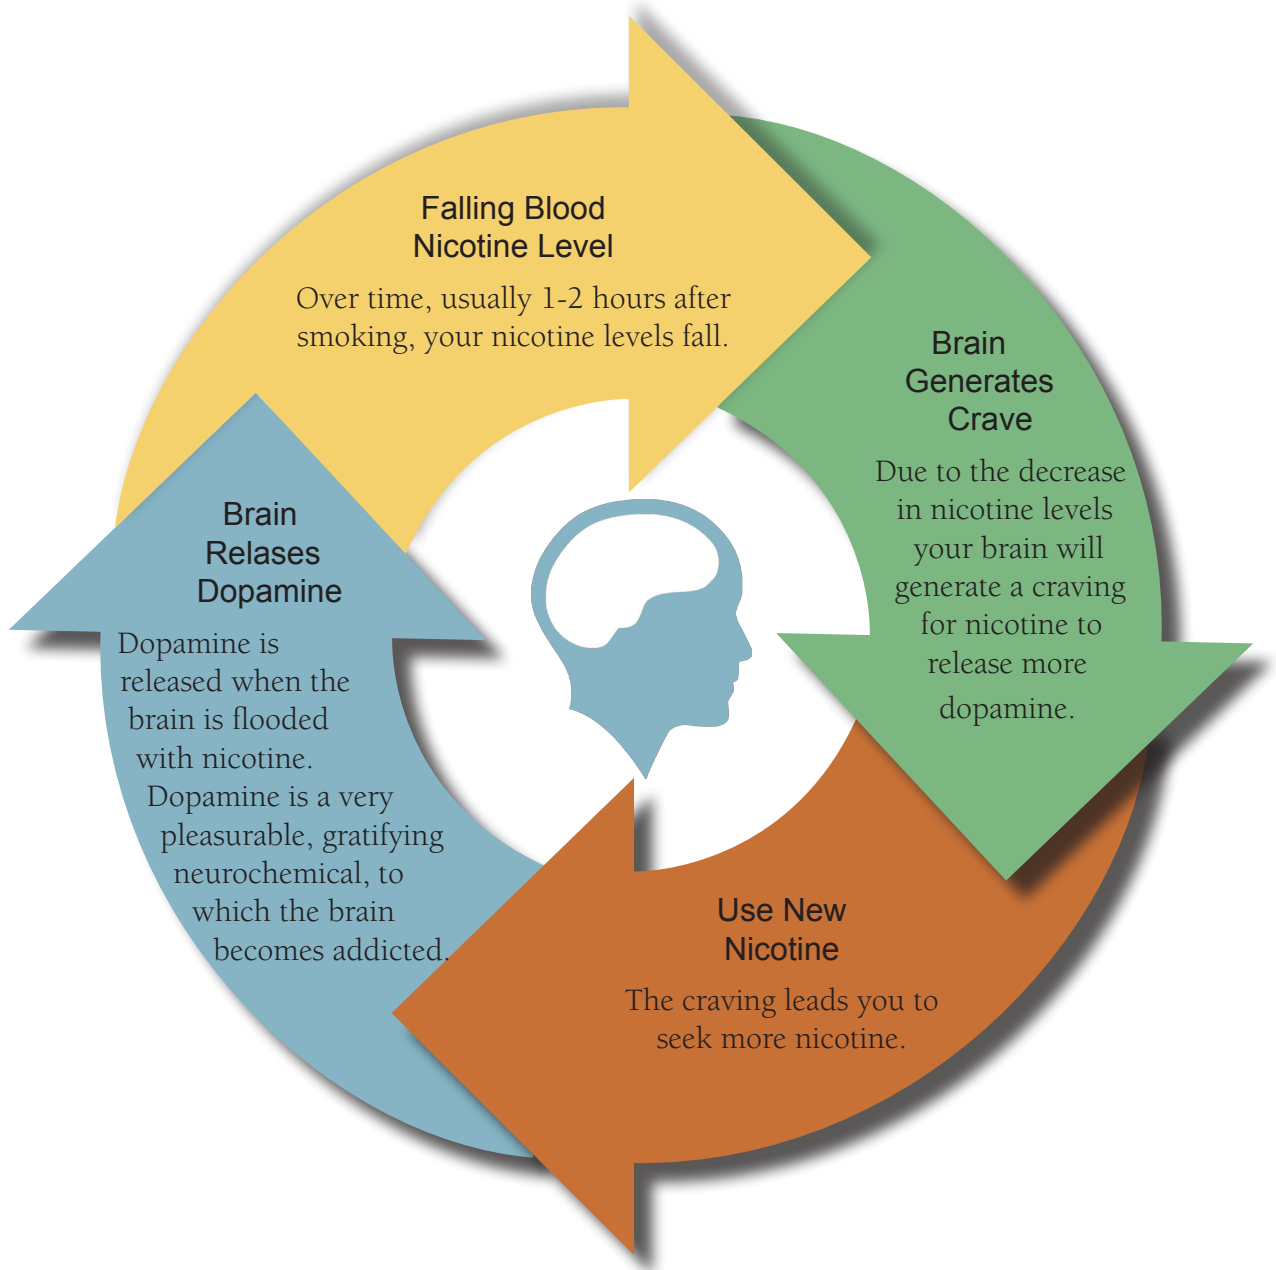 Falling Blood
Nicotine Level
Over time, usually 1-2 hours after
smoking, your nicotine levels fall.
Brain
Generates
Crave
Due to the decrease
in nicotine levels
your brain will
generate a craving
for nicotine to
release more
dopamine.
Use New
Nicotine
The craving leads you to
seek more nicotine.
Brain
Relases
Dopamine
Dopamine is
released when the
brain is flooded
with nicotine.
Dopamine is a very
pleasurable, gratifying
neurochemical, to
which the brain
becomes addicted.